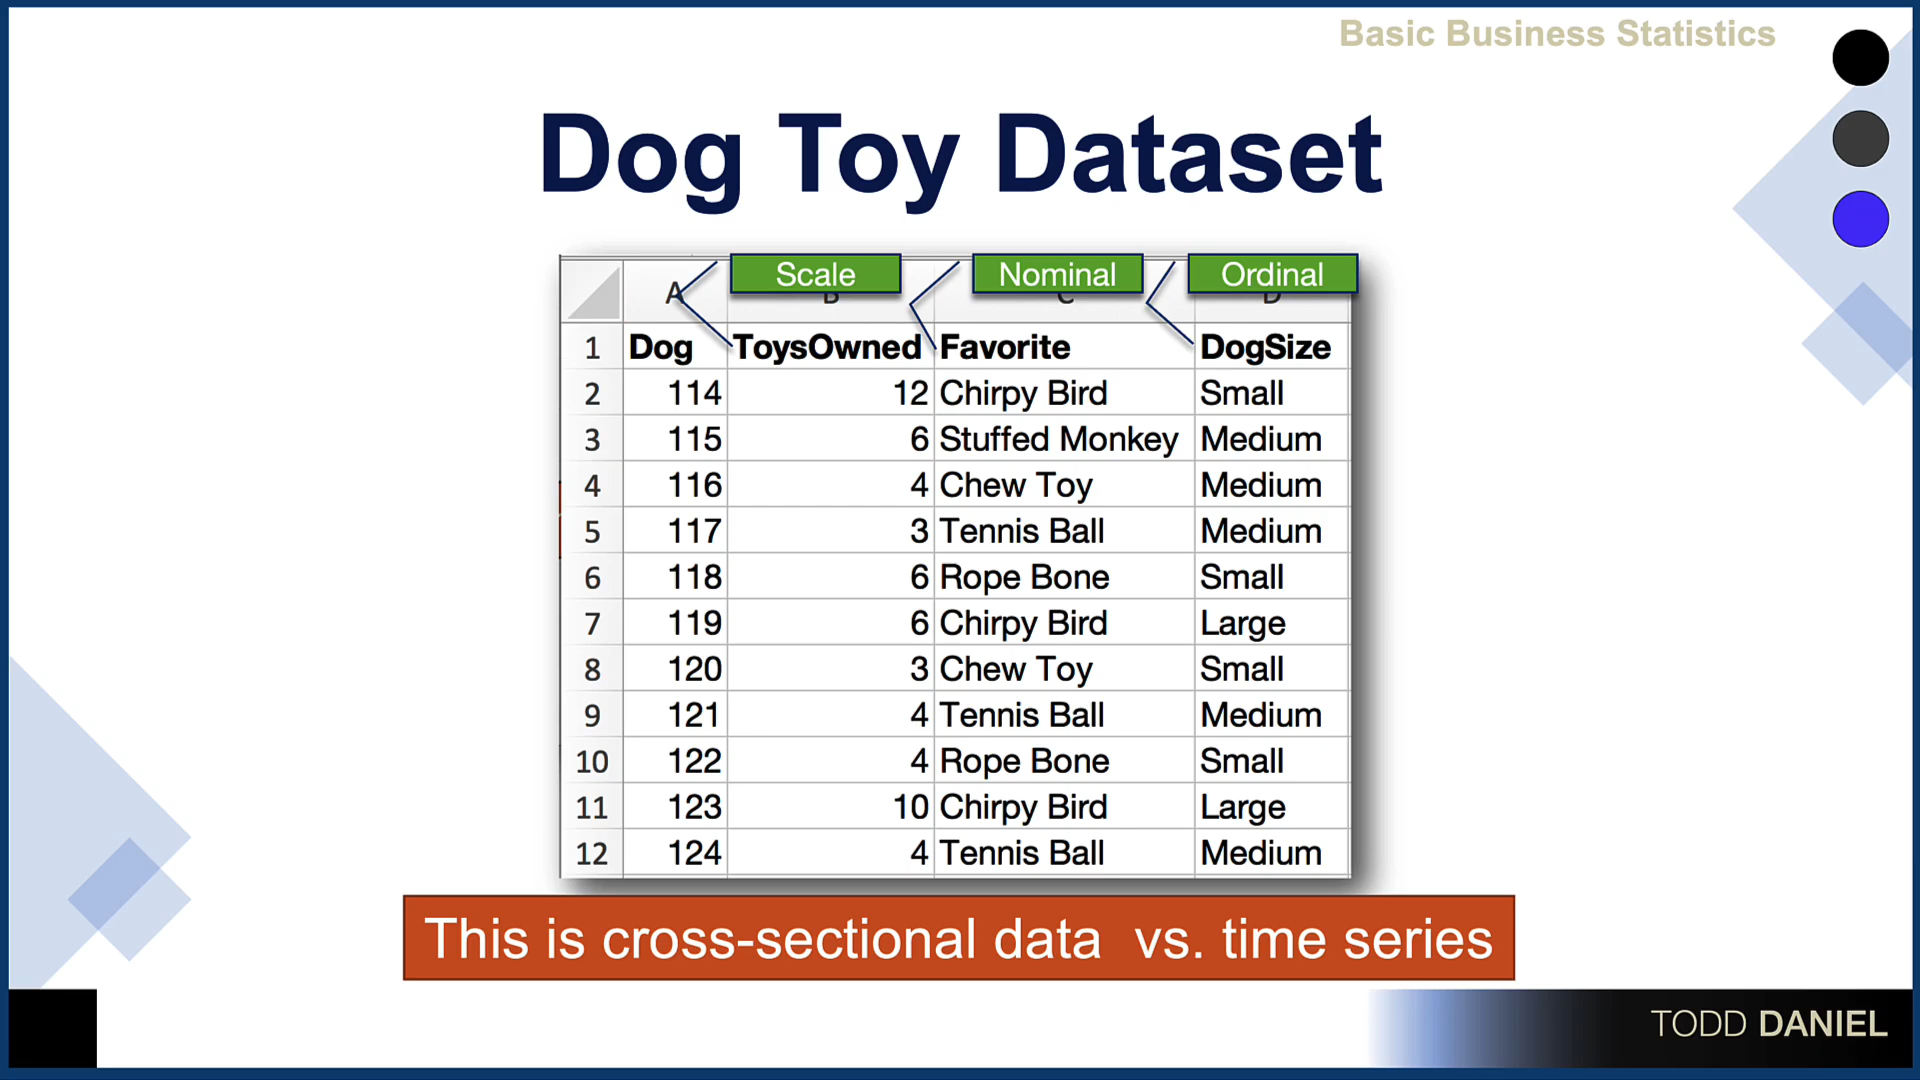 Basic Business Statistics
Dog Toy Dataset
Scale Nominal Ordinal
A B C D
1 Dog ToysOwned Favorite DogSize
2 114 12 Chirpy Bird Small
3 115 6 Stuffed Monkey Medium
4 116 4 Chew Toy Medium
5 117 3 Tennis Ball Medium
6 118 6 Rope Bone Small
7 119 6 Chirpy Bird Large
8 120 3 Chew Toy Small
9 121 4 Tennis Ball Medium
10 122 4 Rope Bone Small
11 123 10 Chirpy Bird Large
12 124 4 Tennis Ball Medium
This is cross-sectional data vs. time series
TODD DANIEL